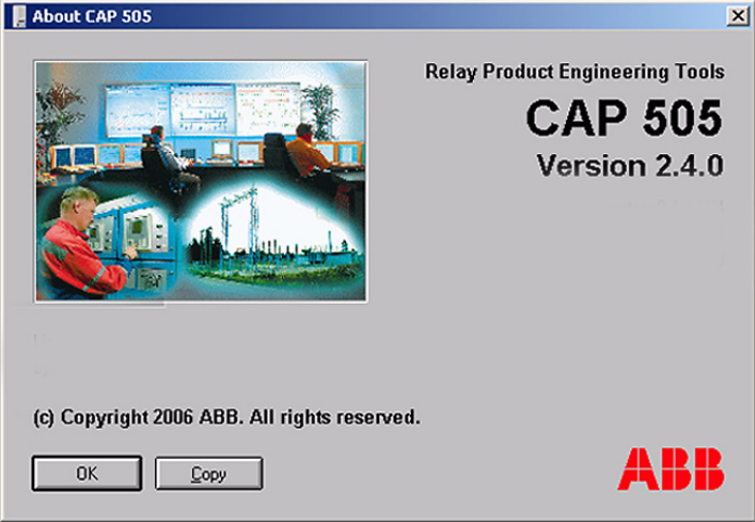 About CAP 505
Relay Product Engineering Tools
CAP 505
Version 2.4.0
(c) Copyright 2006 ABB. All rights reserved.
OK
Copy
ABB